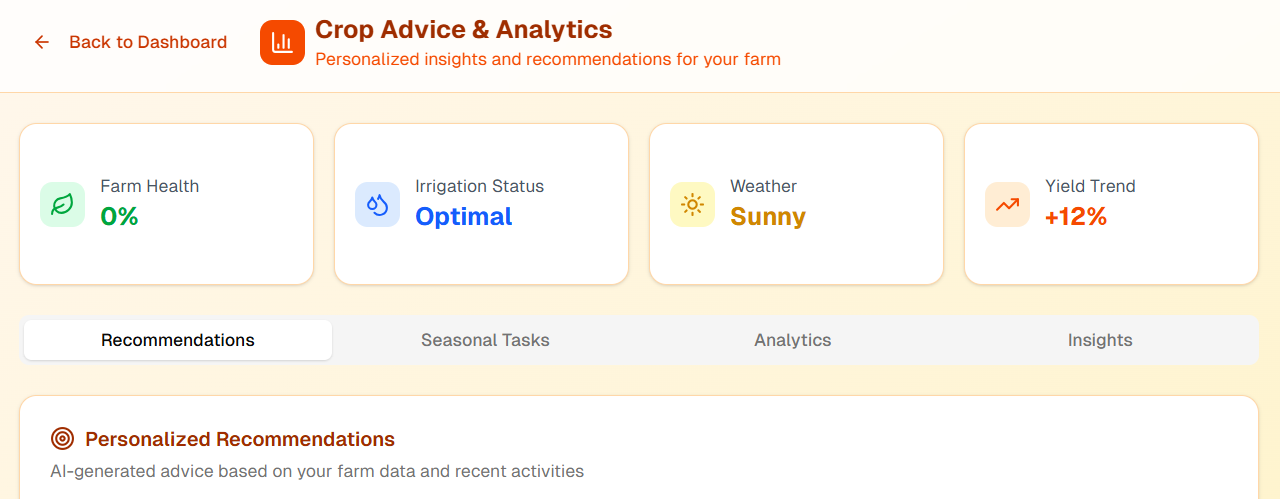 Back to Dashboard
Crop Advice & Analytics
Personalized insights and recommendations for your farm
Farm Health
0%
Irrigation Status
Optimal
Weather
Sunny
Yield Trend
+12%
Recommendations
Seasonal Tasks
Analytics
Insights
Personalized Recommendations
AI-generated advice based on your farm data and recent activities